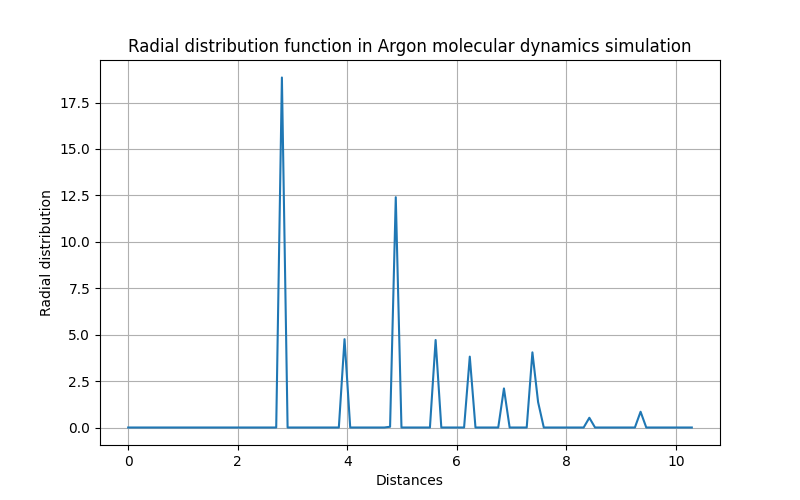 Radial distribution function in Argon molecular dynamics simulation
17.5
15.0
12.5
10.0
7.5
5.0
2.5
0.0
Radial distribution
0 2 4 6 8 10
Distances